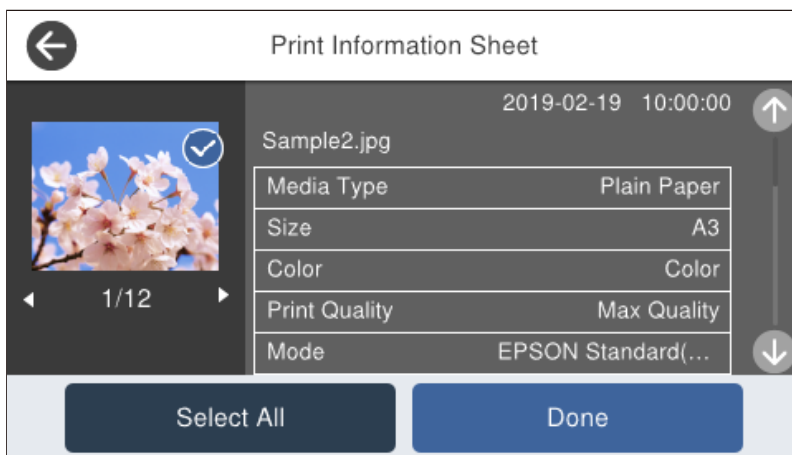 Print Information Sheet
2019-02-19 10:00:00
Sample2.jpg
Media Type Plain Paper
Size A3
Color Color
Print Quality Max Quality
Mode EPSON Standard(...
1/12
Select All Done